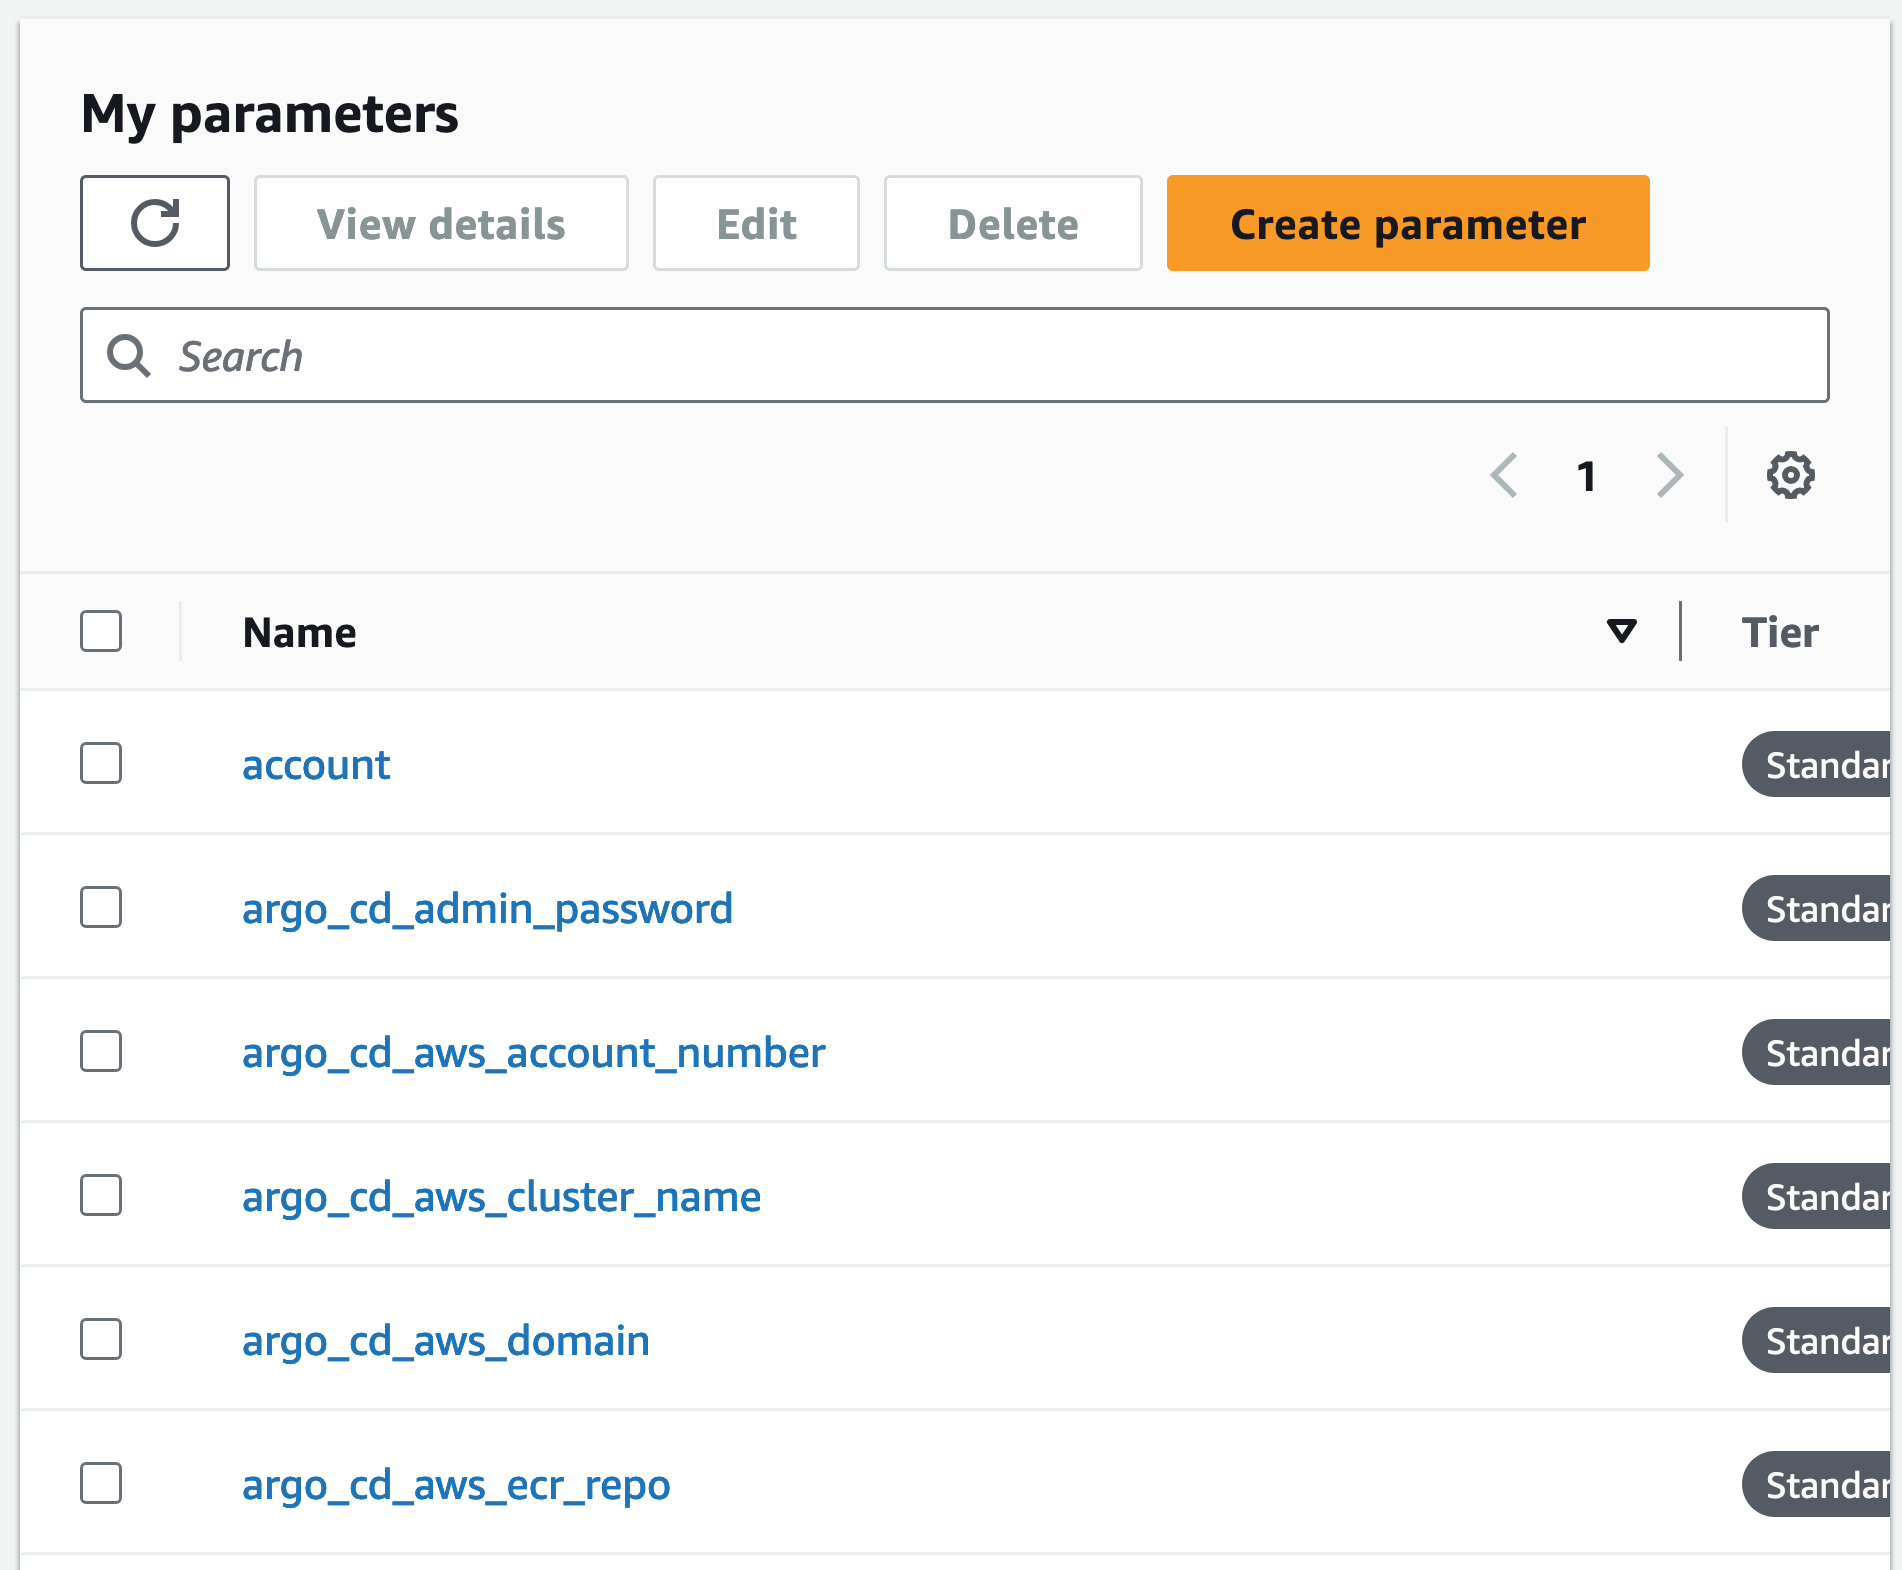 My parameters
View details Edit Delete Create parameter
Search
1
Name Tier
account Standar
argo_cd_admin_password Standar
argo_cd_aws_account_number Standar
argo_cd_aws_cluster_name Standar
argo_cd_aws_domain Standar
argo_cd_aws_ecr_repo Standar